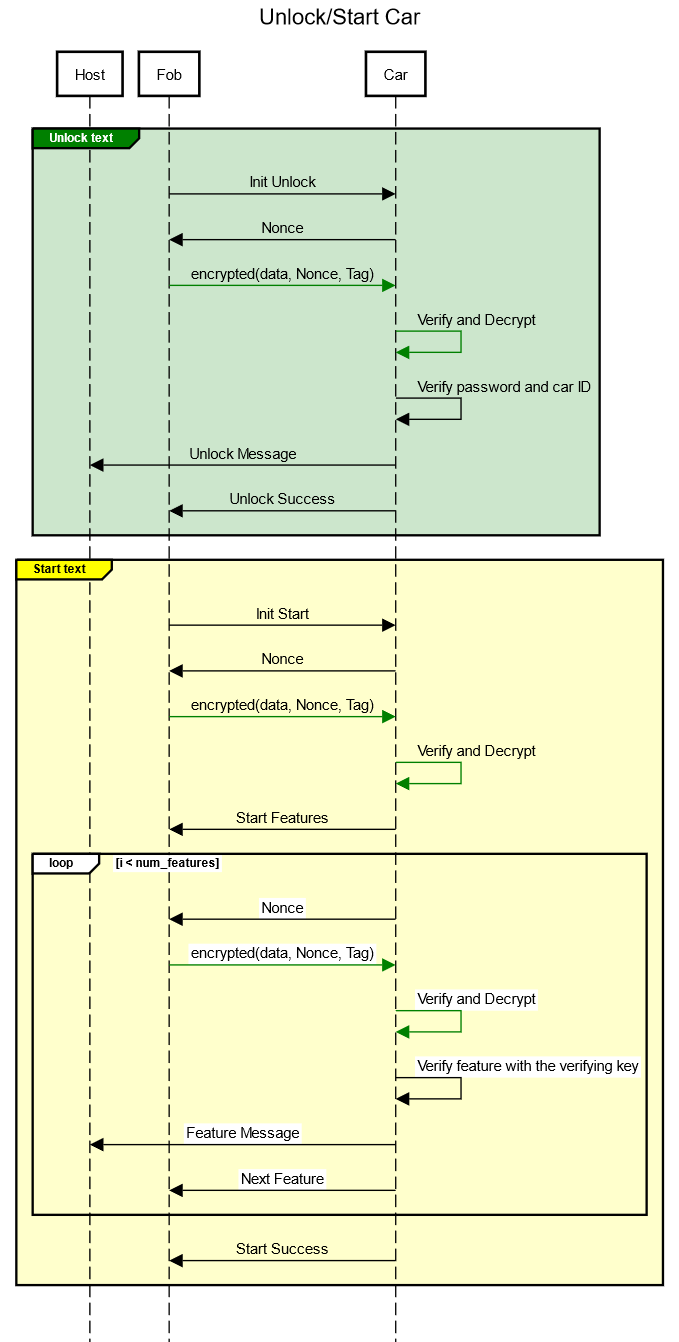 Unlock/Start Car
Host
Fob
Car
Unlock text
Init Unlock
Nonce
encrypted(data, Nonce, Tag)
Verify and Decrypt
Verify password and car ID
Unlock Message
Unlock Success
Start text
Init Start
Nonce
encrypted(data, Nonce, Tag)
Verify and Decrypt
Start Features
loop
[i < num_features]
Nonce
encrypted(data, Nonce, Tag)
Verify and Decrypt
Verify feature with the verifying key
Feature Message
Next Feature
Start Success